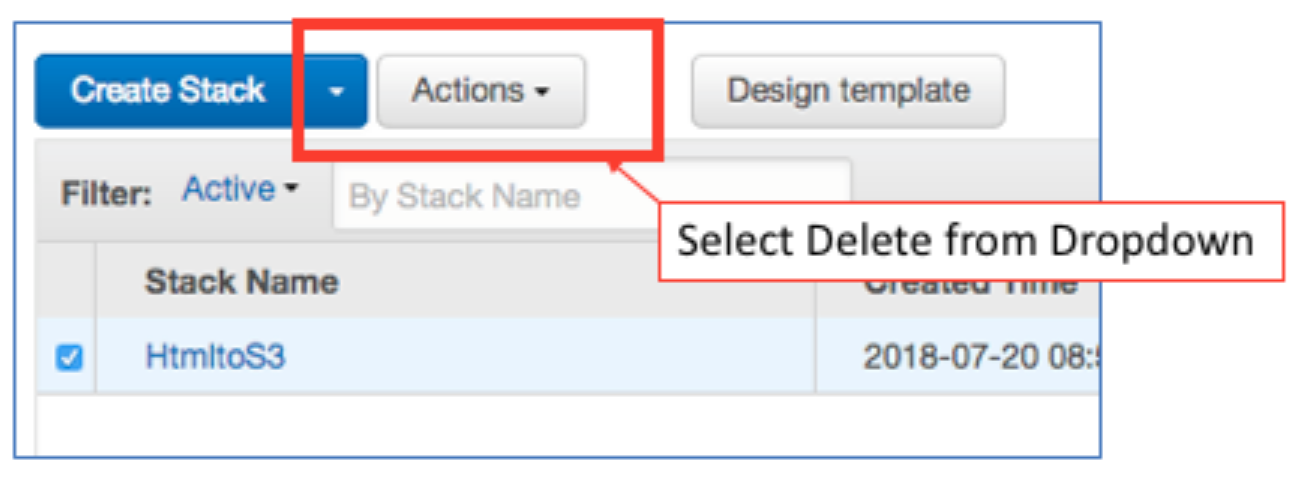 Create Stack Actions Design template
Filter: Active By Stack Name
Select Delete from Dropdown
Stack Name Created Time
HtmltoS3 2018-07-20 08: